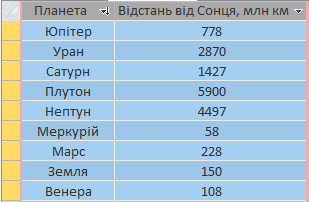 Планета Відстань від Сонця, млн км
Юпітер 778
Уран 2870
Сатурн 1427
Плутон 5900
Нептун 4497
Меркурій 58
Марс 228
Земля 150
Венера 108